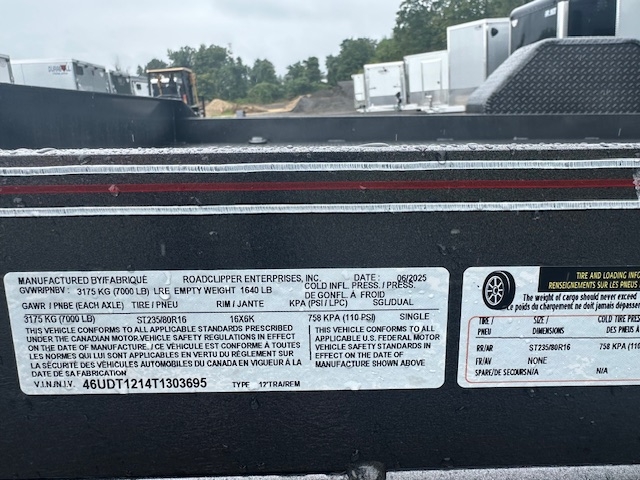 MANUFACTURED BY/FABRIQUÉ ROADCLIPPER ENTERPRISES, INC. DATE : 06/2025
GVWR/PNBV : 3175 KG (7000 LB) LRE EMPTY WEIGHT 1640 LB
COLD INFL. PRESS. / PRESS.
DE GONFL. À FROID
GAWR / PNBE (EACH AXLE) TIRE / PNEU RIM / JANTE KPA (PSI / LPC) SGL/DUAL
3175 KG (7000 LB) ST235/80R16 16X6K 758 KPA (110 PSI) SINGLE
THIS VEHICLE CONFORMS TO ALL APPLICABLE STANDARDS PRESCRIBED
UNDER THE CANADIAN MOTOR VEHICLE SAFETY REGULATIONS IN EFFECT
ON THE DATE OF MANUFACTURE. /CE VÉHICULE EST CONFORME À TOUTES
LES NORMES QUI LUI SONT APPLICABLES EN VERTU DU RÈGLEMENT SUR
LA SÉCURITÉ DES VÉHICULES AUTOMOBILES DU CANADA EN VIGUEUR À LA
DATE DE SA FABRICATION
THIS VEHICLE CONFORMS TO
ALL APPLICABLE U.S. FEDERAL MOTOR
VEHICLE SAFETY STANDARDS IN
EFFECT ON THE DATE OF
MANUFACTURE SHOWN ABOVE
V.I.N./N.I.V. 46UDT1214T1303695 TYPE 12'TRA/REM
TIRE AND LOADING INFO
RENSEIGNEMENTS SUR LES PNEUS
The weight of cargo should never exceed
Le poids du chargement ne doit jamais dépasser
TIRE / SIZE / COLD TIRE PRES
PNEU DIMENSIONS DES PNEUS À
RR/AR ST235/80R16 758 KPA (110
FR/AV NONE
SPARE/DE SECOURS N/A N/A